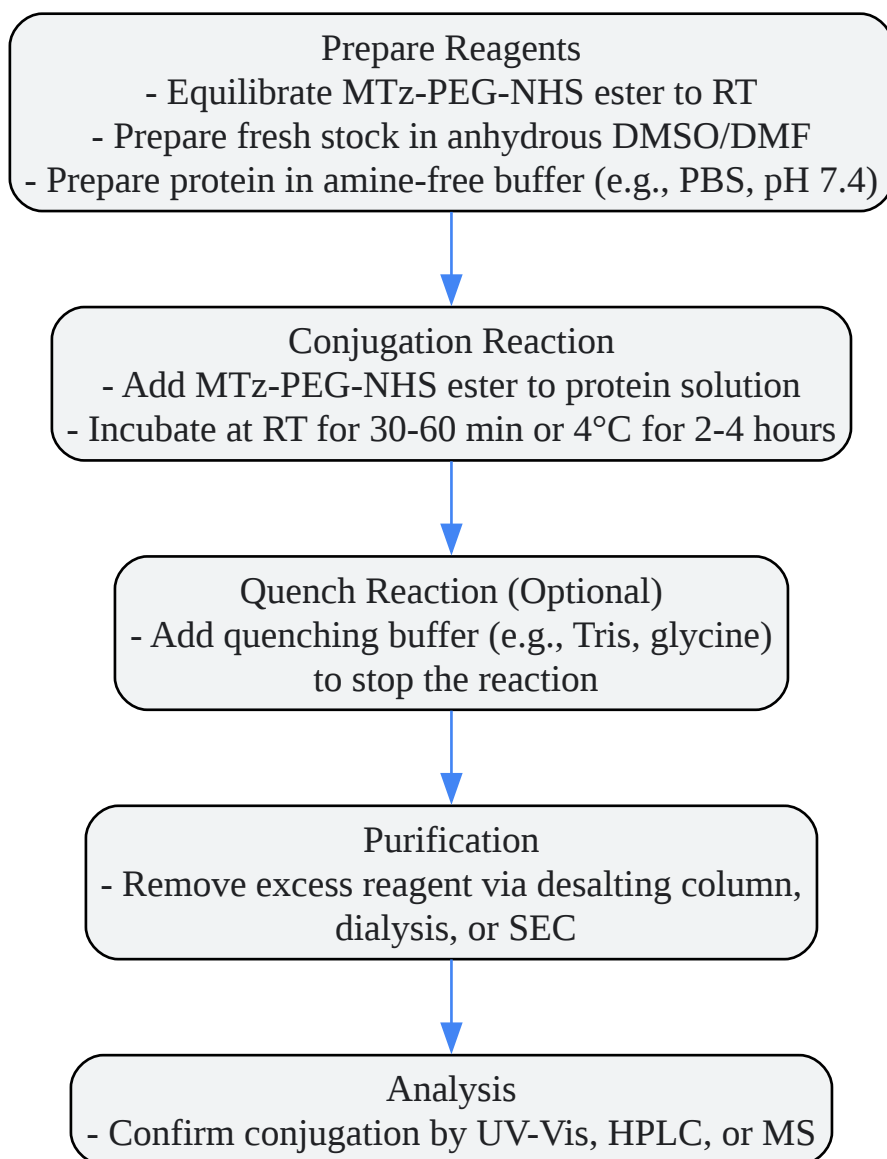 Prepare Reagents
- Equilibrate MTz-PEG-NHS ester to RT
- Prepare fresh stock in anhydrous DMSO/DMF
- Prepare protein in amine-free buffer (e.g., PBS, pH 7.4)
Conjugation Reaction
- Add MTz-PEG-NHS ester to protein solution
- Incubate at RT for 30-60 min or 4°C for 2-4 hours
Quench Reaction (Optional)
- Add quenching buffer (e.g., Tris, glycine)
to stop the reaction
Purification
- Remove excess reagent via desalting column,
dialysis, or SEC
Analysis
- Confirm conjugation by UV-Vis, HPLC, or MS